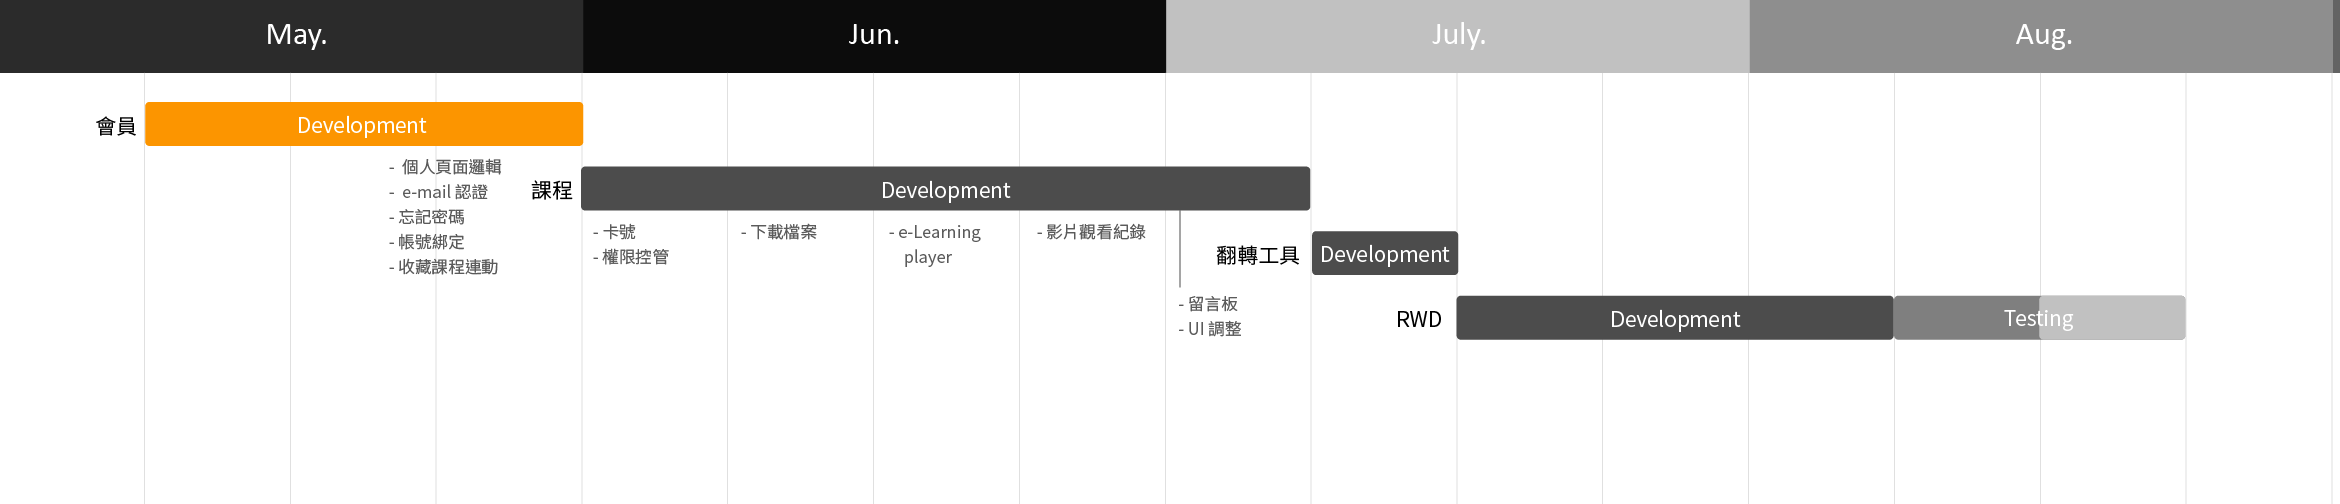 May.
Jun.
July.
Aug.
會員
Development
- 個人頁面邏輯
- e-mail 認證
- 忘記密碼
- 帳號綁定
- 收藏課程連動
課程
Development
- 卡號
- 權限控管
- 下載檔案
- e-Learning
player
- 影片觀看紀錄
- 留言板
- UI 調整
翻轉工具
Development
RWD
Development
Testing